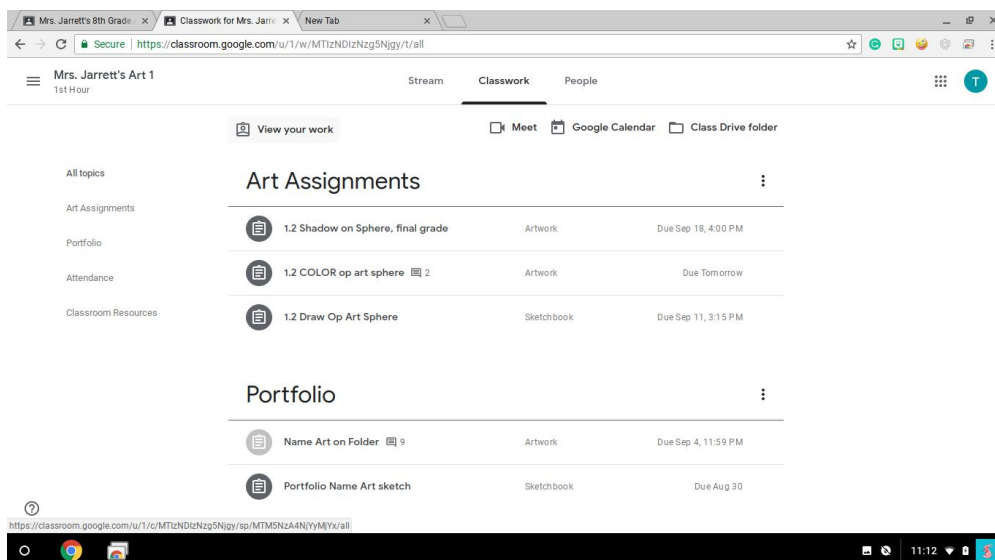 Mrs. Jarrett's 8th Grade
Classwork for Mrs. Jarre
New Tab
Secure https://classroom.google.com/u/1/w/MTIzNDIzNzg5Njgy/t/all
Mrs. Jarrett's Art 1
1st Hour
Stream
Classwork
People
T
View your work
Meet
Google Calendar
Class Drive folder
All topics
Art Assignments
Portfolio
Attendance
Classroom Resources
Art Assignments
1.2 Shadow on Sphere, final grade Artwork Due Sep 18, 4:00 PM
1.2 COLOR op art sphere 2 Artwork Due Tomorrow
1.2 Draw Op Art Sphere Sketchbook Due Sep 11, 3:15 PM
Portfolio
Name Art on Folder 9 Artwork Due Sep 4, 11:59 PM
Portfolio Name Art sketch Sketchbook Due Aug 30
https://classroom.google.com/u/1/c/MTIzNDIzNzg5Njgy/sp/MTM5NzA4NjYyMjYx/all
11:12